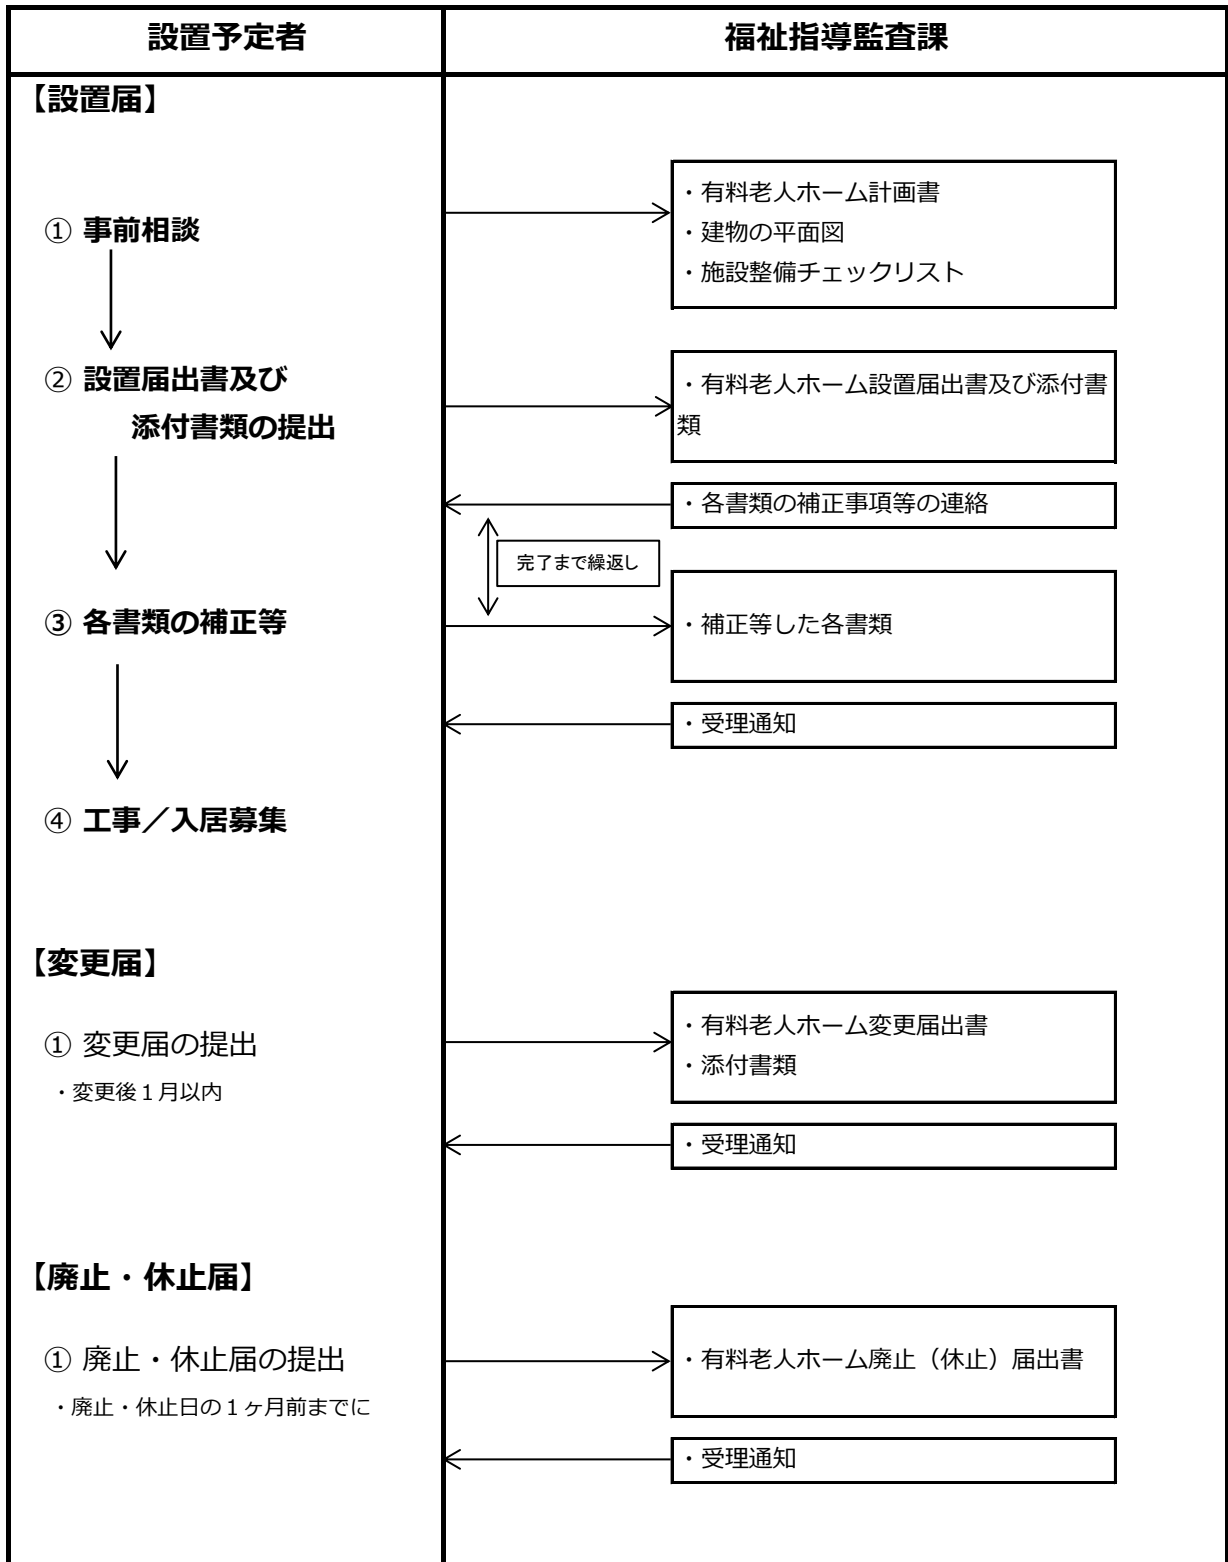 設置予定者
福祉指導監査課
【設置届】
① 事前相談
・有料老人ホーム計画書
・建物の平面図
・施設整備チェックリスト
② 設置届出書及び
添付書類の提出
・有料老人ホーム設置届出書及び添付書
類
・各書類の補正事項等の連絡
完了まで繰返し
③ 各書類の補正等
・補正等した各書類
・受理通知
④ 工事／入居募集
【変更届】
① 変更届の提出
・変更後１月以内
・有料老人ホーム変更届出書
・添付書類
・受理通知
【廃止・休止届】
① 廃止・休止届の提出
・廃止・休止日の１ヶ月前までに
・有料老人ホーム廃止（休止）届出書
・受理通知